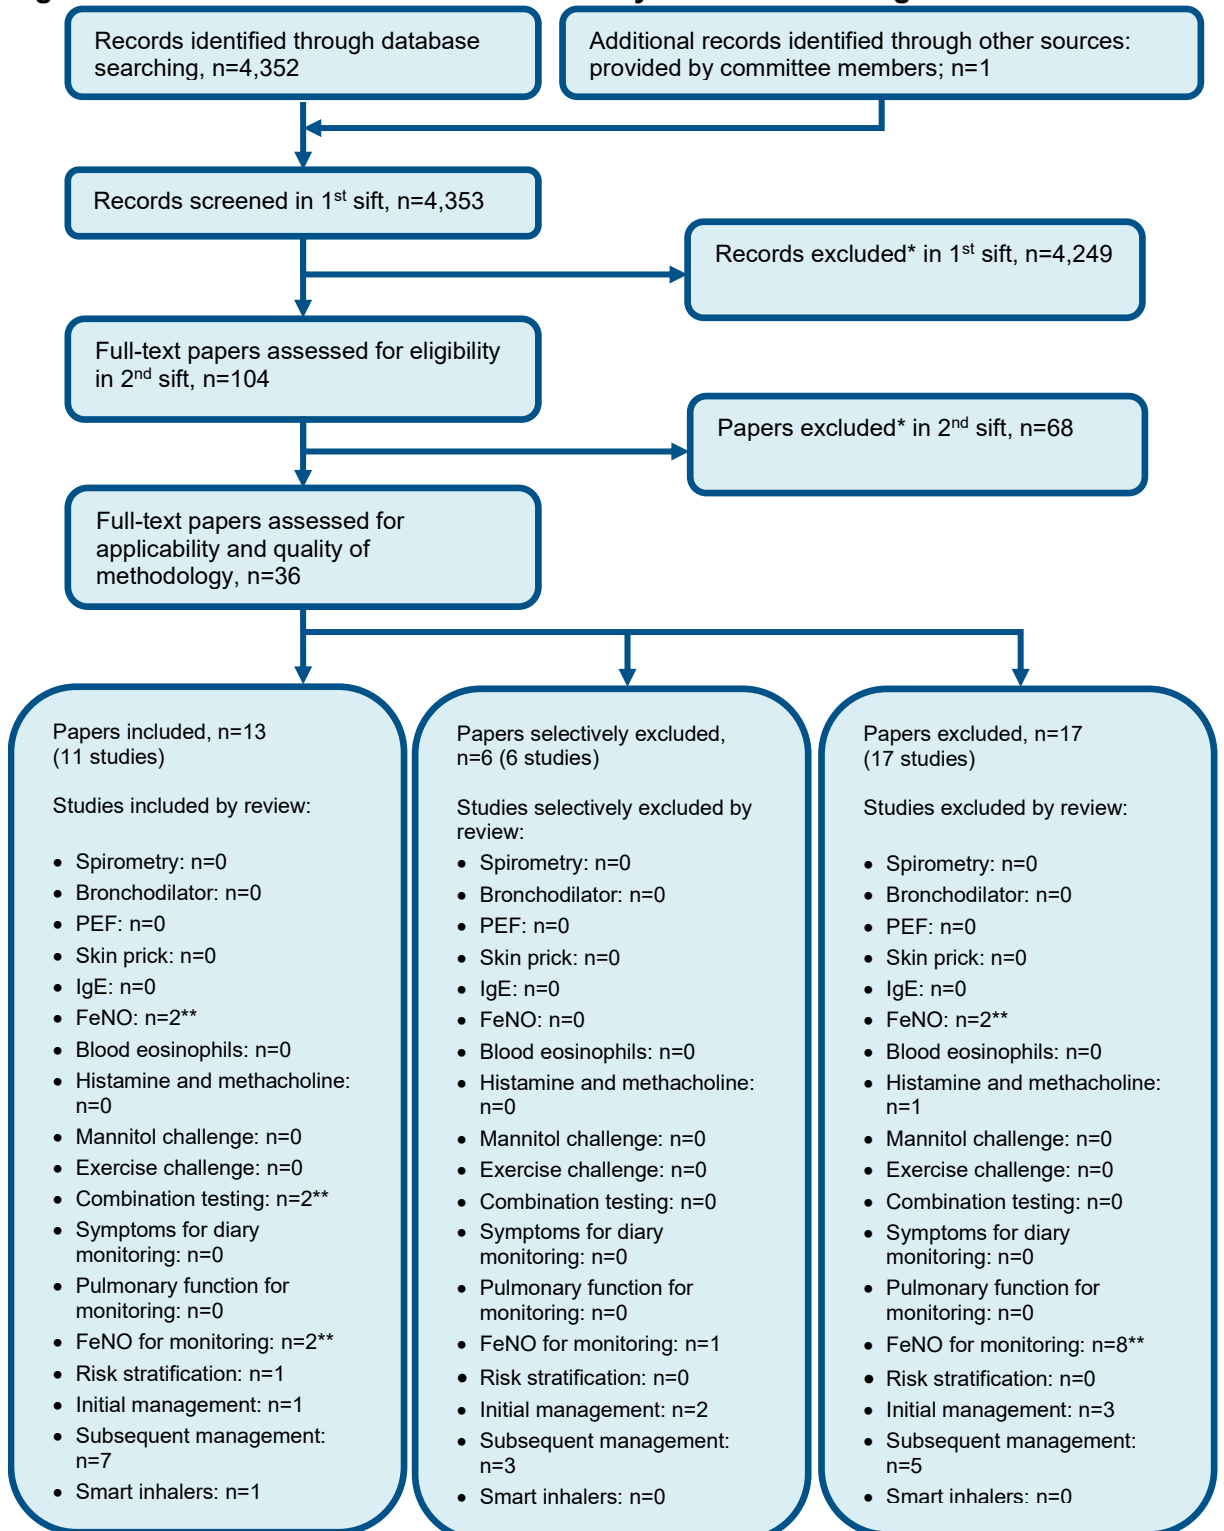 Records identified through database
searching, n=4,352
Additional records identified through other sources:
provided by committee members; n=1
Records screened in 1st sift, n=4,353
Records excluded* in 1st sift, n=4,249
Full-text papers assessed for eligibility
in 2nd sift, n=104
Papers excluded* in 2nd sift, n=68
Full-text papers assessed for
applicability and quality of
methodology, n=36
Papers included, n=13
(11 studies)
Studies included by review:
• Spirometry: n=0
• Bronchodilator: n=0
• PEF: n=0
• Skin prick: n=0
• IgE: n=0
• FeNO: n=2**
• Blood eosinophils: n=0
• Histamine and methacholine:
n=0
• Mannitol challenge: n=0
• Exercise challenge: n=0
• Combination testing: n=2**
• Symptoms for diary
monitoring: n=0
• Pulmonary function for
monitoring: n=0
• FeNO for monitoring: n=2**
• Risk stratification: n=1
• Initial management: n=1
• Subsequent management:
n=7
• Smart inhalers: n=1
Papers selectively excluded,
n=6 (6 studies)
Studies selectively excluded by
review:
• Spirometry: n=0
• Bronchodilator: n=0
• PEF: n=0
• Skin prick: n=0
• IgE: n=0
• FeNO: n=0
• Blood eosinophils: n=0
• Histamine and methacholine:
n=0
• Mannitol challenge: n=0
• Exercise challenge: n=0
• Combination testing: n=0
• Symptoms for diary
monitoring: n=0
• Pulmonary function for
monitoring: n=0
• FeNO for monitoring: n=1
• Risk stratification: n=0
• Initial management: n=2
• Subsequent management:
n=3
• Smart inhalers: n=0
Papers excluded, n=17
(17 studies)
Studies excluded by review:
• Spirometry: n=0
• Bronchodilator: n=0
• PEF: n=0
• Skin prick: n=0
• IgE: n=0
• FeNO: n=2**
• Blood eosinophils: n=0
• Histamine and methacholine:
n=1
• Mannitol challenge: n=0
• Exercise challenge: n=0
• Combination testing: n=0
• Symptoms for diary
monitoring: n=0
• Pulmonary function for
monitoring: n=0
• FeNO for monitoring: n=8**
• Risk stratification: n=0
• Initial management: n=3
• Subsequent management:
n=5
• Smart inhalers: n=0